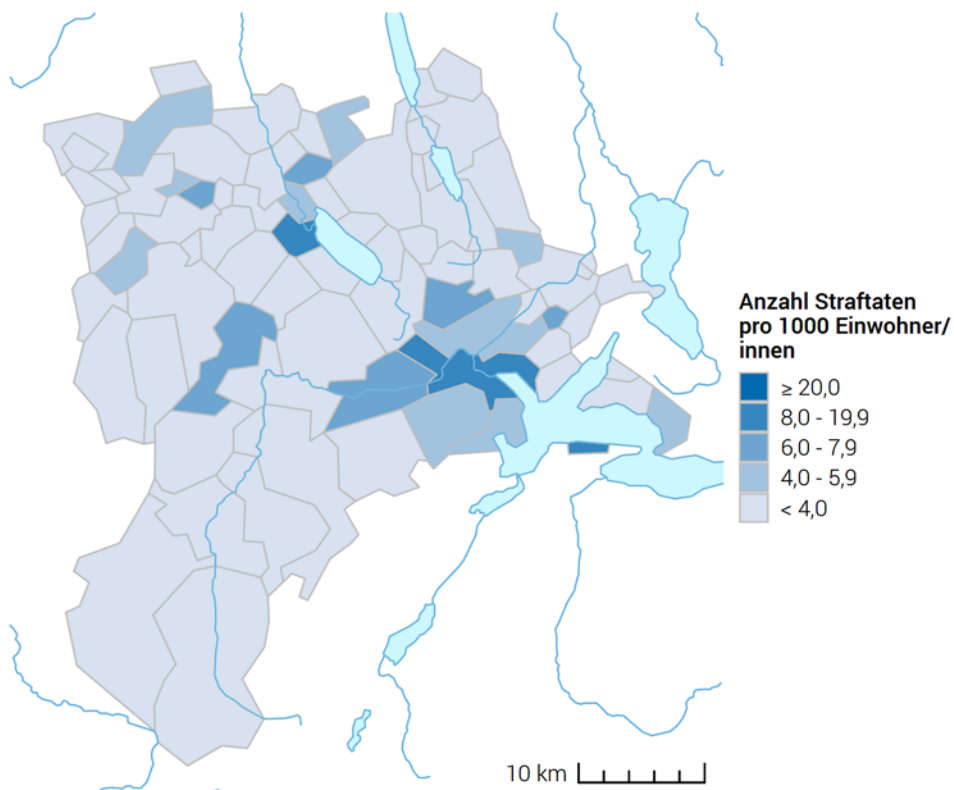 Anzahl Straftaten
pro 1000 Einwohner/
innen
≥ 20,0
8,0 - 19,9
6,0 - 7,9
4,0 - 5,9
< 4,0
10 km